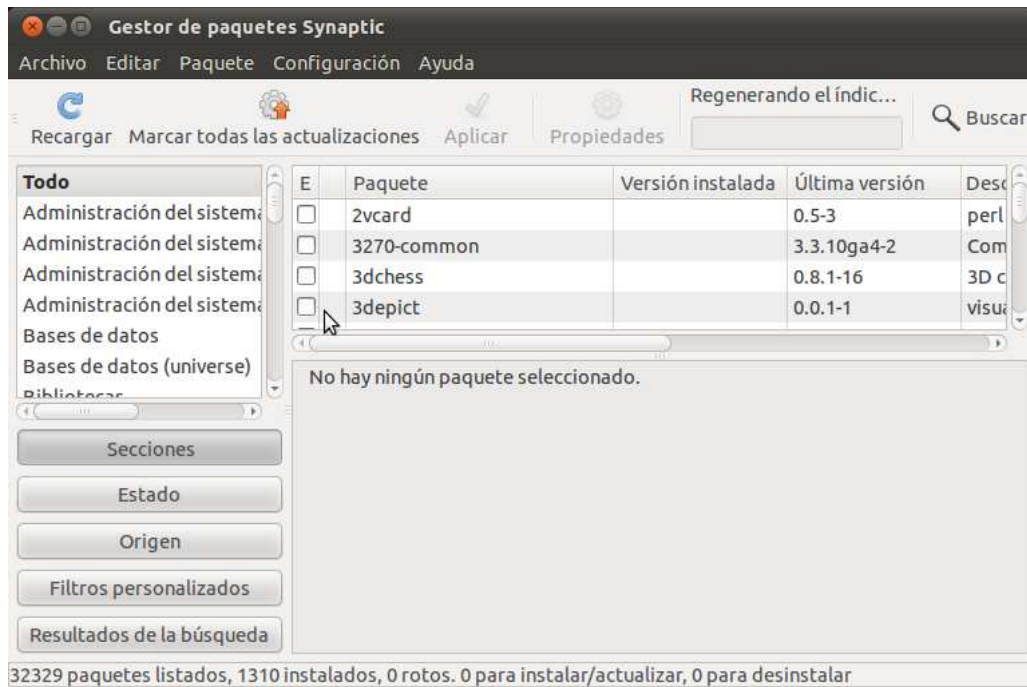 Gestor de paquetes Synaptic
Archivo Editar Paquete Configuración Ayuda
Recargar Marcar todas las actualizaciones Aplicar Propiedades Regenerando el índic... Buscar
Todo
Administración del sistema
Administración del sistema
Administración del sistema
Administración del sistema
Bases de datos
Bases de datos (universe)
Bibliotecas
E Paquete Versión instalada Última versión Desc
2vcard 0.5-3 perl
3270-common 3.3.10ga4-2 Com
3dchess 0.8.1-16 3D c
3depict 0.0.1-1 visua
No hay ningún paquete seleccionado.
Secciones
Estado
Origen
Filtros personalizados
Resultados de la búsqueda
32329 paquetes listados, 1310 instalados, 0 rotos. 0 para instalar/actualizar, 0 para desinstalar